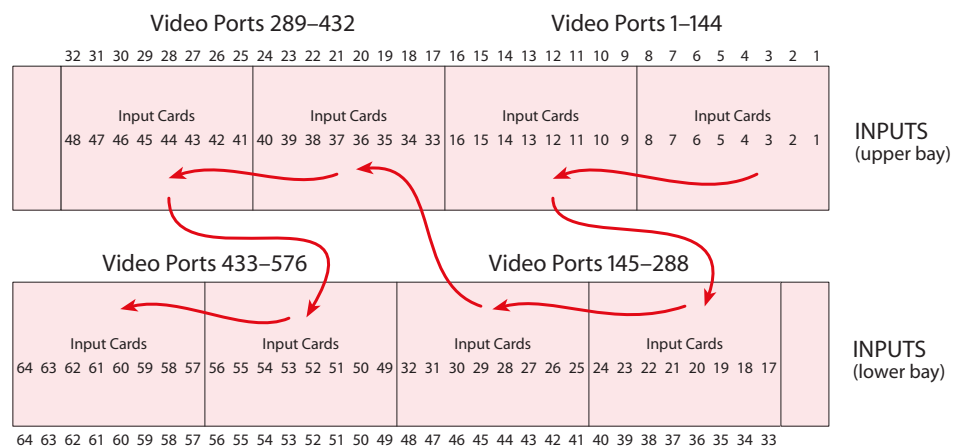 Video Ports 289–432 Video Ports 1–144
32 31 30 29 28 27 26 25 24 23 22 21 20 19 18 17 16 15 14 13 12 11 10 9 8 7 6 5 4 3 2 1
Input Cards Input Cards Input Cards Input Cards
48 47 46 45 44 43 42 41 40 39 38 37 36 35 34 33 16 15 14 13 12 11 10 9 8 7 6 5 4 3 2 1
INPUTS
(upper bay)
Video Ports 433–576 Video Ports 145–288
Input Cards Input Cards Input Cards Input Cards
64 63 62 61 60 59 58 57 56 55 54 53 52 51 50 49 32 31 30 29 28 27 26 25 24 23 22 21 20 19 18 17
INPUTS
(lower bay)
64 63 62 61 60 59 58 57 56 55 54 53 52 51 50 49 48 47 46 45 44 43 42 41 40 39 38 37 36 35 34 33